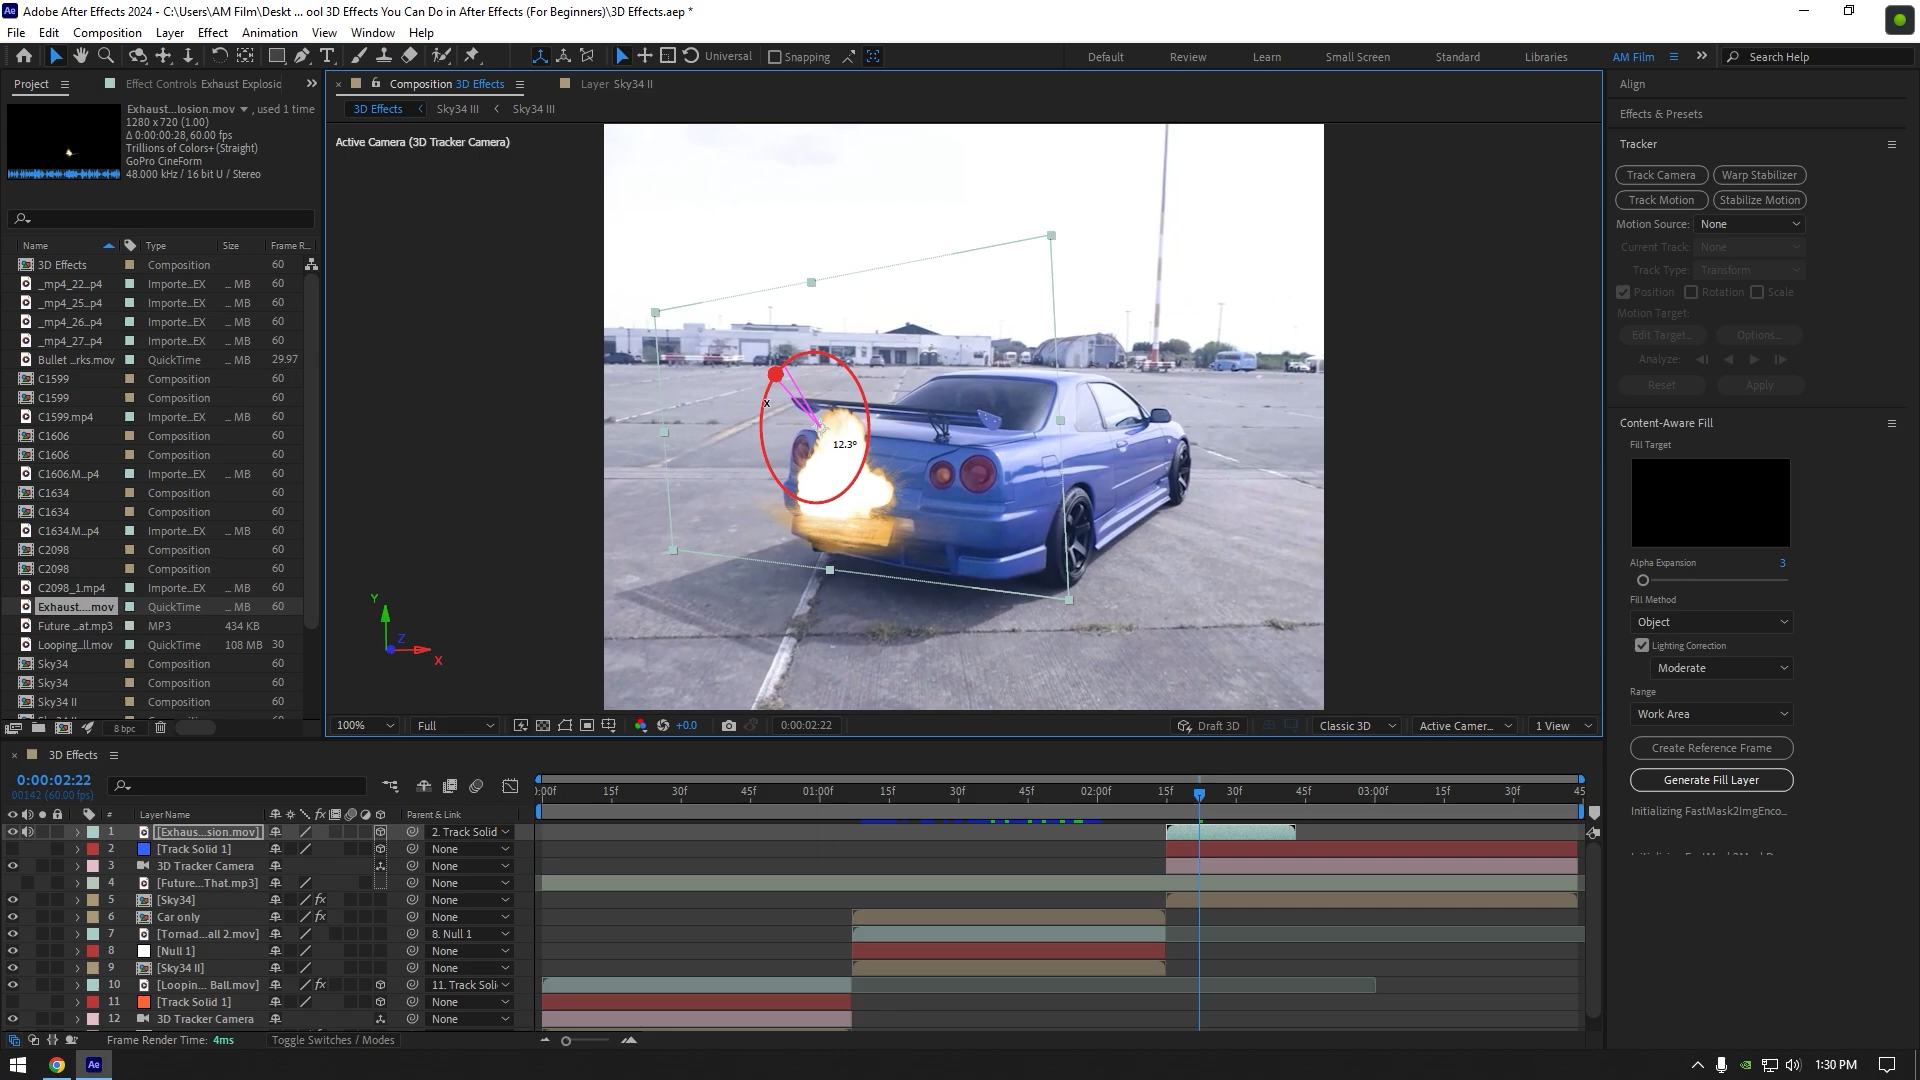 Adobe After Effects 2024 - C:\Users\AM Film\Deskt ... ool 3D Effects You Can Do in After Effects (For Beginners)\3D Effects.aep *
File Edit Composition Layer Effect Animation View Window Help
Universal Snapping Default Review Learn Small Screen Standard Libraries AM Film Search Help
Project Effect Controls Exhaust Explosic
Exhaust...losion.mov , used 1 time
1280 x 720 (1.00)
Δ 0:00:00:28, 60.00 fps
Trillions of Colors+ (Straight)
GoPro CineForm
48.000 kHz / 16 bit U / Stereo
Name Type Size Frame R...
3D Effects Composition 60
_mp4_22...p4 Importe...EX ... MB 60
_mp4_25...p4 Importe...EX ... MB 60
_mp4_26...p4 Importe...EX ... MB 60
_mp4_27...p4 Importe...EX ... MB 60
Bullet ...rks.mov QuickTime ... MB 29.97
C1599 Composition 60
C1599 Composition 60
C1599.mp4 Importe...EX ... MB 60
C1606 Composition 60
C1606 Composition 60
C1606.M...p4 Importe...EX ... MB 60
C1634 Composition 60
C1634 Composition 60
C1634.M...p4 Importe...EX ... MB 60
C2098 Composition 60
C2098 Composition 60
C2098_1.mp4 Importe...EX ... MB 60
Exhaust....mov QuickTime ... MB 60
Future ...at.mp3 MP3 434 KB
Looping...ll.mov QuickTime 108 MB 30
Sky34 Composition 60
Sky34 Composition 60
Sky34 II Composition 60
8 bpc
Composition 3D Effects Layer Sky34 II
3D Effects Sky34 III Sky34 III
Active Camera (3D Tracker Camera)
X
12.3°
Y
Z
X
100% Full +0.0 0:00:02:22 Draft 3D Classic 3D Active Camer... 1 View
Align
Effects & Presets
Tracker
Track Camera Warp Stabilizer
Track Motion Stabilize Motion
Motion Source: None
Current Track: None
Track Type: Transform
Position Rotation Scale
Motion Target:
Edit Target... Options...
Analyze:
Reset Apply
Content-Aware Fill
Fill Target
Alpha Expansion 3
Fill Method
Object
Lighting Correction
Moderate
Range
Work Area
Create Reference Frame
Generate Fill Layer
Initializing FastMask2ImgEnco...
3D Effects
0:00:02:22
00142 (60.00 fps)
:00f 15f 30f 45f 01:00f 15f 30f 45f 02:00f 15f 45f 03:00f 15f 30f 45
# Layer Name fx Parent & Link
1 [Exhaus...sion.mov] 2. Track Solid
2 [Track Solid 1] None
3 3D Tracker Camera None
4 [Future...That.mp3] None
5 [Sky34] fx None
6 Car only fx None
7 [Tornad...all 2.mov] 8. Null 1
8 [Null 1] None
9 [Sky34 II] None
10 [Loopin... Ball.mov] fx 11. Track Soli
11 [Track Solid 1] None
12 3D Tracker Camera None
Frame Render Time: 4ms Toggle Switches / Modes
Ae 1:30 PM